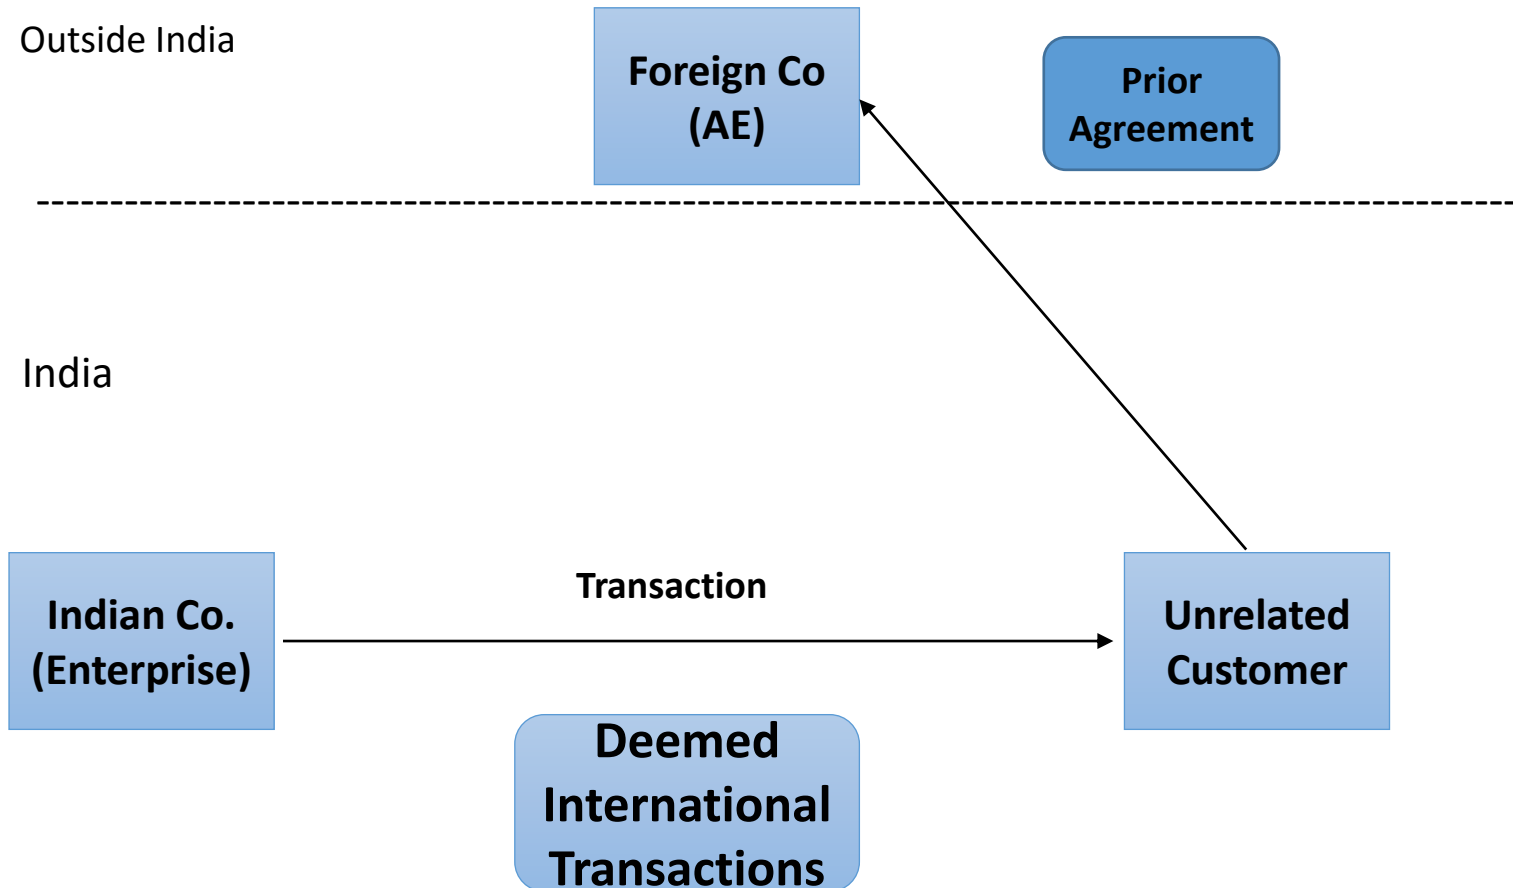 Outside India
Foreign Co
(AE)
Prior
Agreement
India
Transaction
Indian Co.
(Enterprise)
Unrelated
Customer
Deemed
International
Transactions